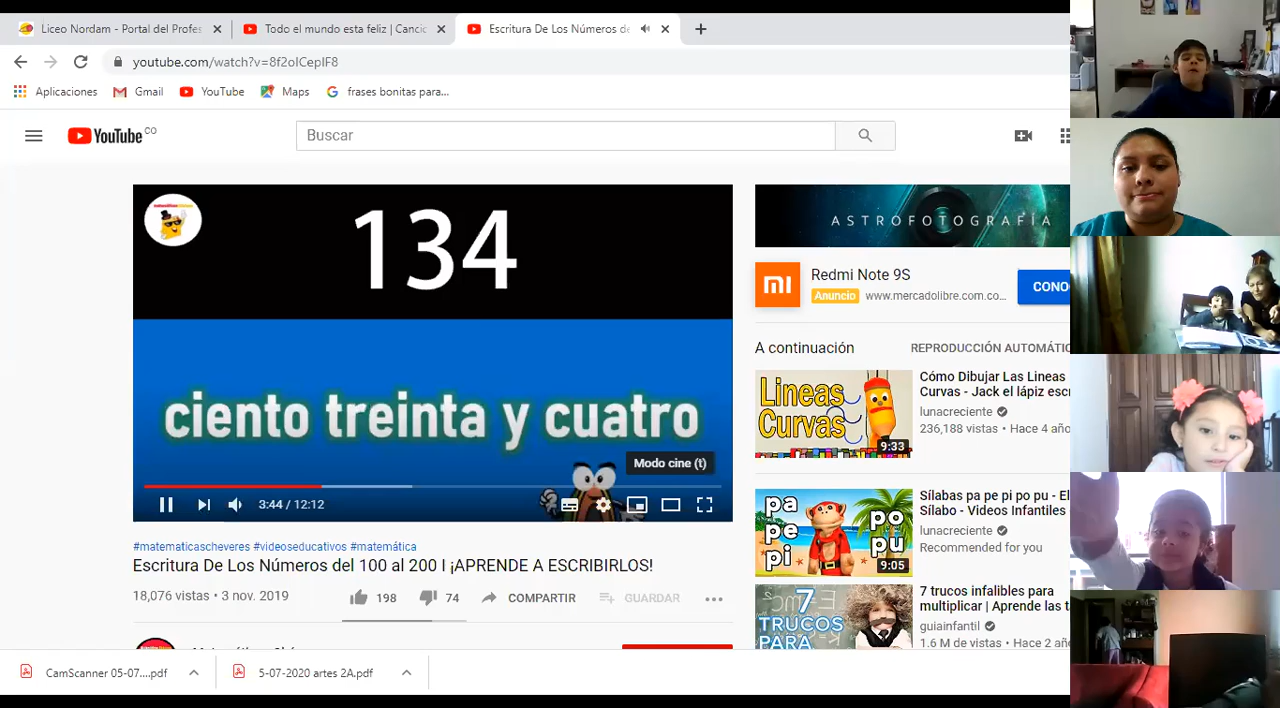 Liceo Nordam - Portal del Profes
Todo el mundo esta feliz | Cancio
Escritura De Los Números de
youtube.com/watch?v=8f2oICepIF8
Aplicaciones
Gmail
YouTube
Maps
frases bonitas para...
YouTube CO
Buscar
134
ciento treinta y cuatro
Modo cine (t)
3:44 / 12:12
#matematicascheveres #videoseducativos #matemática
Escritura De Los Números del 100 al 200 I ¡APRENDE A ESCRIBIRLOS!
18,076 vistas • 3 nov. 2019
198
74
COMPARTIR
GUARDAR
ASTROFOTOGRAFÍA
Redmi Note 9S
Anuncio www.mercadolibre.com.co...
CONO
A continuación
REPRODUCCIÓN AUTOMÁTIC
Lineas
Curvas
9:33
Cómo Dibujar Las Lineas
Curvas - Jack el lápiz escr
lunacreciente
236,188 vistas • Hace 4 año
pa po
pe
pi pu
9:05
Sílabas pa pe pi po pu - El
Sílabo - Videos Infantiles
lunacreciente
Recommended for you
7
TRUCOS
PARA
7 trucos infalibles para
multiplicar | Aprende las t
guiainfantil
1.6 M de vistas • Hace 2 año
CamScanner 05-07....pdf
5-07-2020 artes 2A.pdf